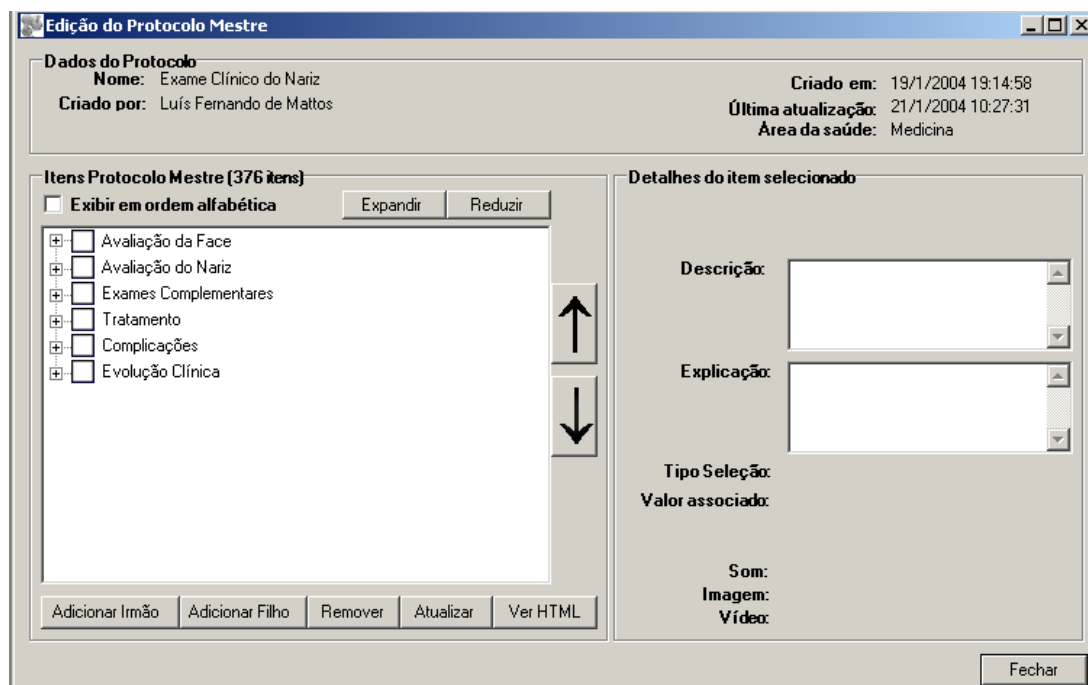 Edição do Protocolo Mestre
Dados do Protocolo
Nome: Exame Clínico do Nariz
Criado por: Luís Fernando de Mattos
Criado em: 19/1/2004 19:14:58
Última atualização: 21/1/2004 10:27:31
Área da saúde: Medicina
Itens Protocolo Mestre (376 itens)
Exibir em ordem alfabética
Expandir
Reduzir
Avaliação da Face
Avaliação do Nariz
Exames Complementares
Tratamento
Complicações
Evolução Clínica
Adicionar Irmão
Adicionar Filho
Remover
Atualizar
Ver HTML
Detalhes do item selecionado
Descrição:
Explicação:
Tipo Seleção:
Valor associado:
Som:
Imagem:
Vídeo:
Fechar